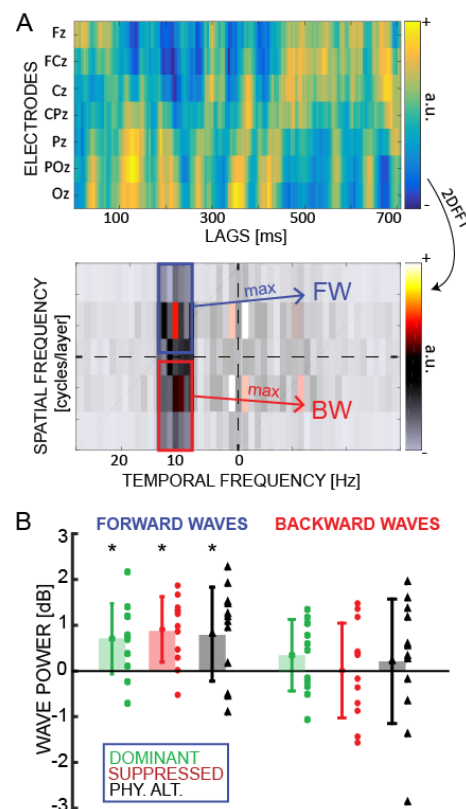 A
Fz
FCz
Cz
CPz
Pz
POz
Oz
ELECTRODES
100 300 500 700
LAGS [ms]
+
a.u.
-
2DFFT
SPATIAL FREQUENCY
[cycles/layer]
max
FW
max
BW
+
a.u.
-
20 10 0
TEMPORAL FREQUENCY [Hz]
B
FORWARD WAVES BACKWARD WAVES
* * *
WAVE POWER [dB]
3
2
1
0
-1
-2
-3
DOMINANT
SUPPRESSED
PHY. ALT.